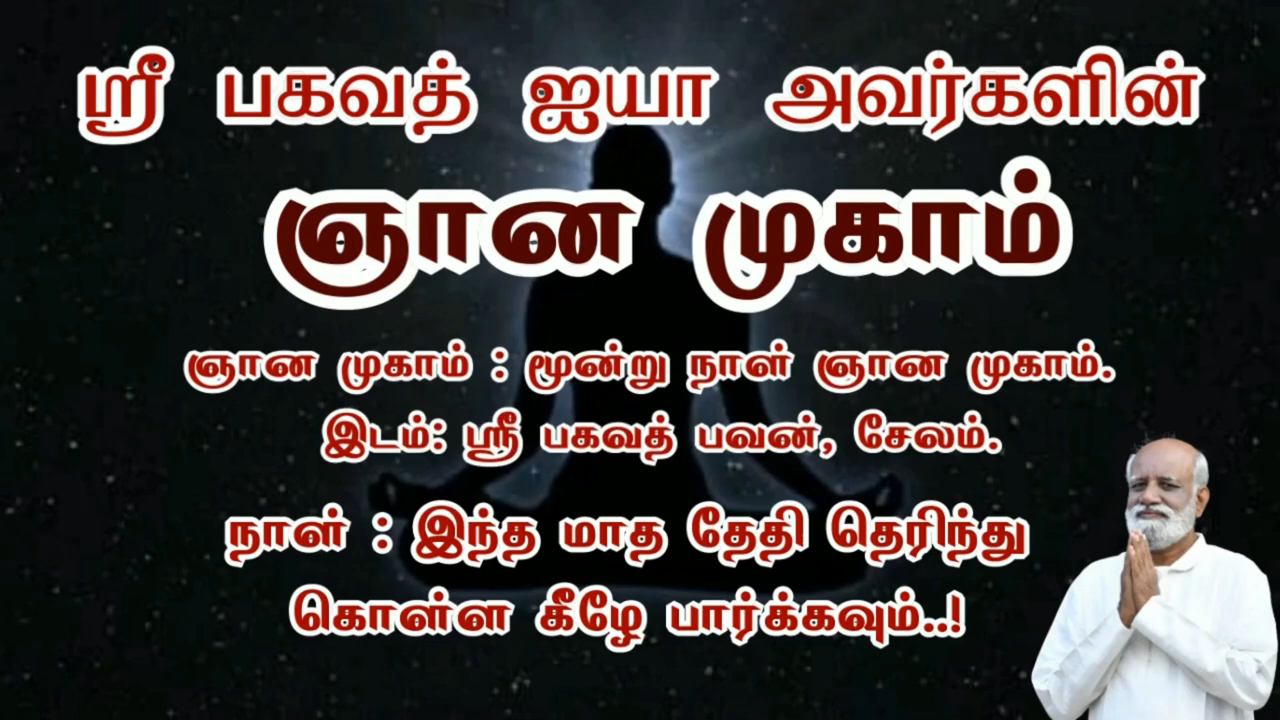 ஸ்ரீ பகவத் ஐயா அவர்களின்
ஞான முகாம்
ஞான முகாம் : மூன்று நாள் ஞான முகாம்.
இடம்: ஸ்ரீ பகவத் பவன், சேலம்.
நாள் : இந்த மாத தேதி தெரிந்து
கொள்ள கீழே பார்க்கவும்..!